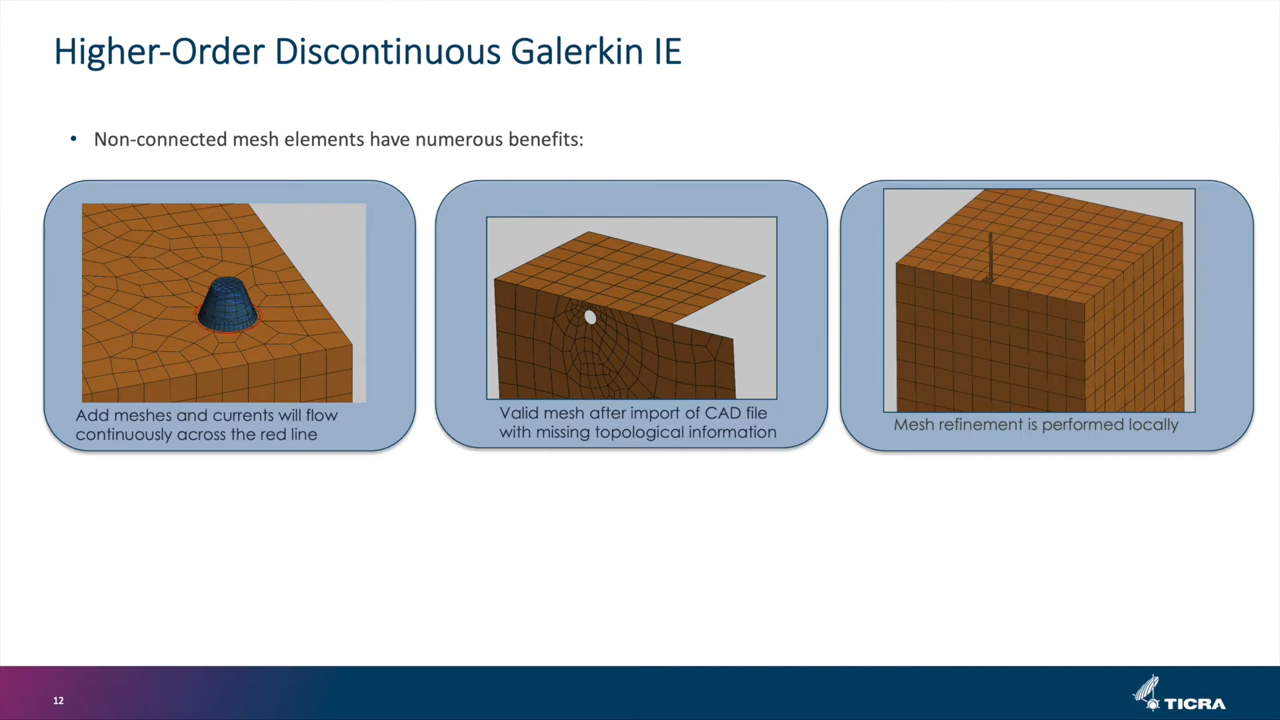 Higher-Order Discontinuous Galerkin IE
• Non-connected mesh elements have numerous benefits:
Add meshes and currents will flow
continuously across the red line
Valid mesh after import of CAD file
with missing topological information
Mesh refinement is performed locally
12
TICRA